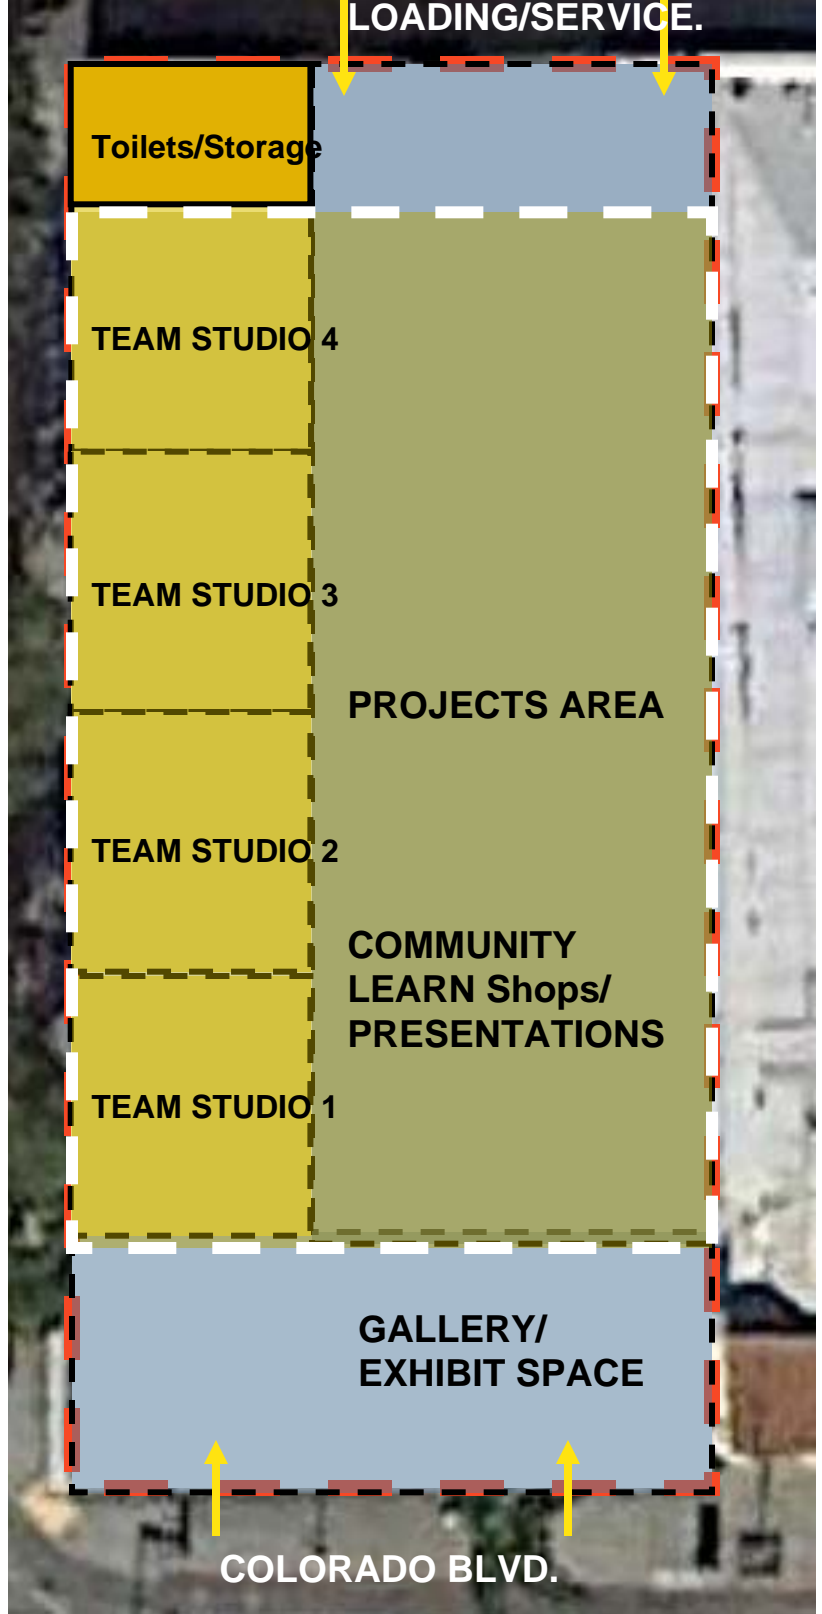 LOADING/SERVICE.
Toilets/Storage
TEAM STUDIO 4
TEAM STUDIO 3
PROJECTS AREA
TEAM STUDIO 2
COMMUNITY
LEARN Shops/
PRESENTATIONS
TEAM STUDIO 1
GALLERY/
EXHIBIT SPACE
COLORADO BLVD.